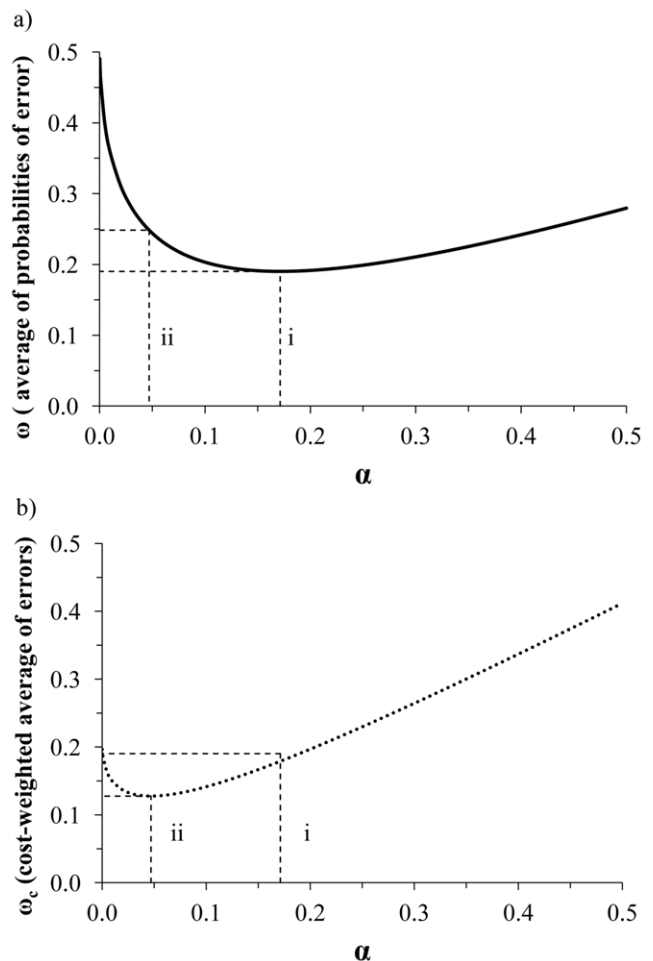 a)
ω ( average of probabilities of error)
0.5
0.4
0.3
0.2
0.1
0.0
ii
i
0.0 0.1 0.2 0.3 0.4 0.5
α
b)
ω_c (cost-weighted average of errors)
0.5
0.4
0.3
0.2
0.1
0.0
ii
i
0.0 0.1 0.2 0.3 0.4 0.5
α